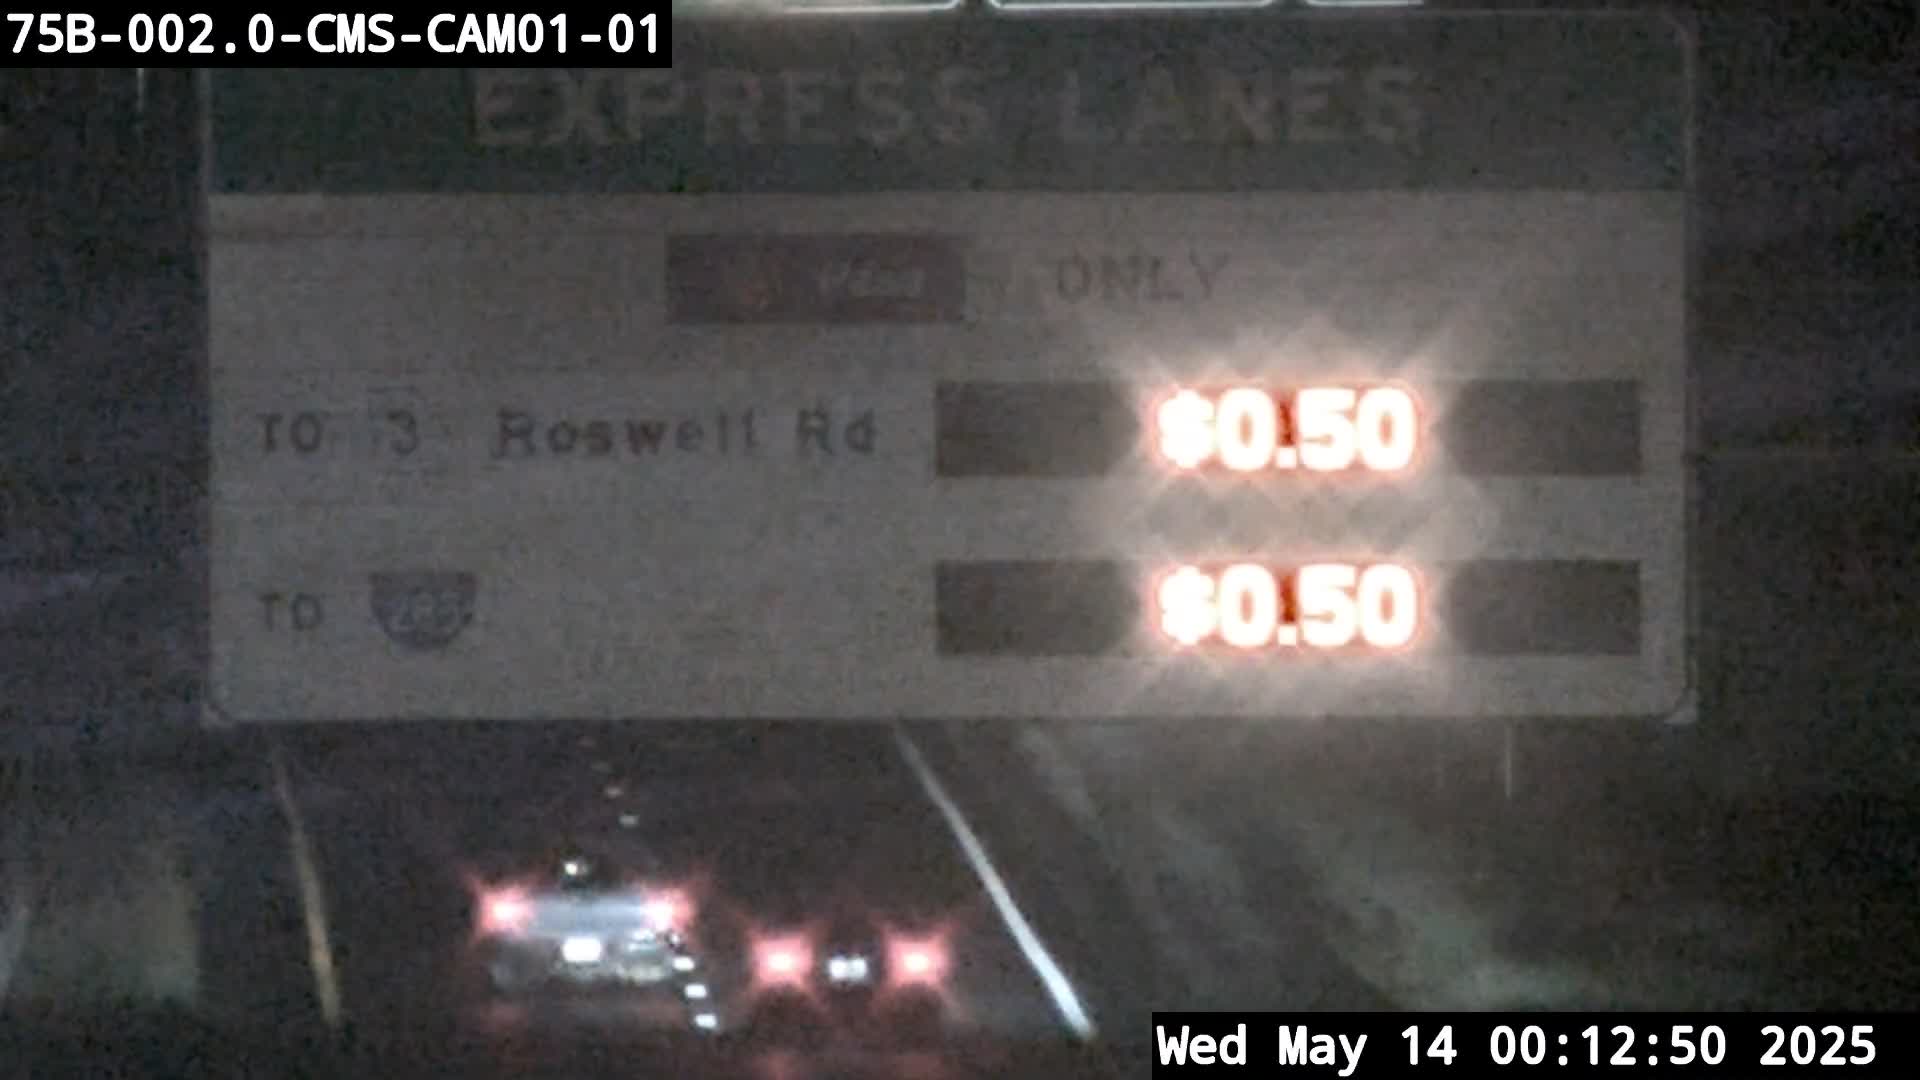 75B-002.0-CMS-CAM01-01
EXPRESS LANES
ONLY
TO 3 Roswell Rd $0.50
TO 285 $0.50
Wed May 14 00:12:50 2025